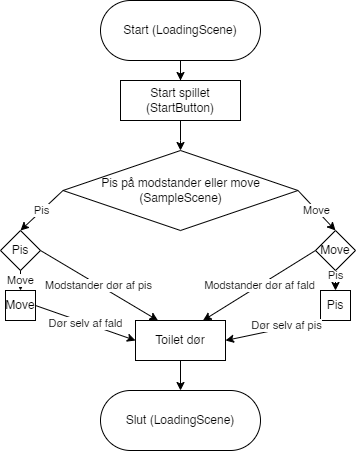 Start (LoadingScene)
Start spillet
(StartButton)
Pis på modstander eller move
(SampleScene)
Pis
Move
Pis
Move
Move
Pis
Modstander dør af pis
Modstander dør af fald
Move
Pis
Dør selv af fald
Dør selv af pis
Toilet dør
Slut (LoadingScene)